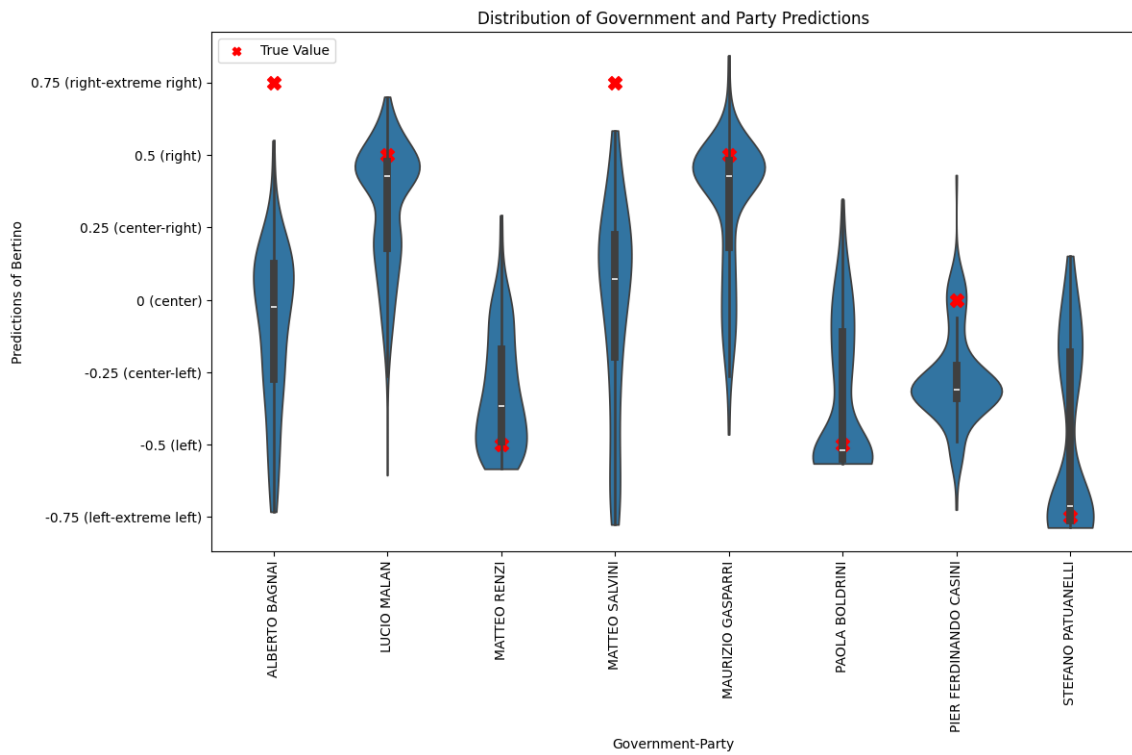 Distribution of Government and Party Predictions
True Value
Predictions of Bertino
0.75 (right-extreme right)
0.5 (right)
0.25 (center-right)
0 (center)
-0.25 (center-left)
-0.5 (left)
-0.75 (left-extreme left)
ALBERTO BAGNAI
LUCIO MALAN
MATTEO RENZI
MATTEO SALVINI
MAURIZIO GASPARRI
PAOLA BOLDRINI
PIER FERDINANDO CASINI
STEFANO PATUANELLI
Government-Party